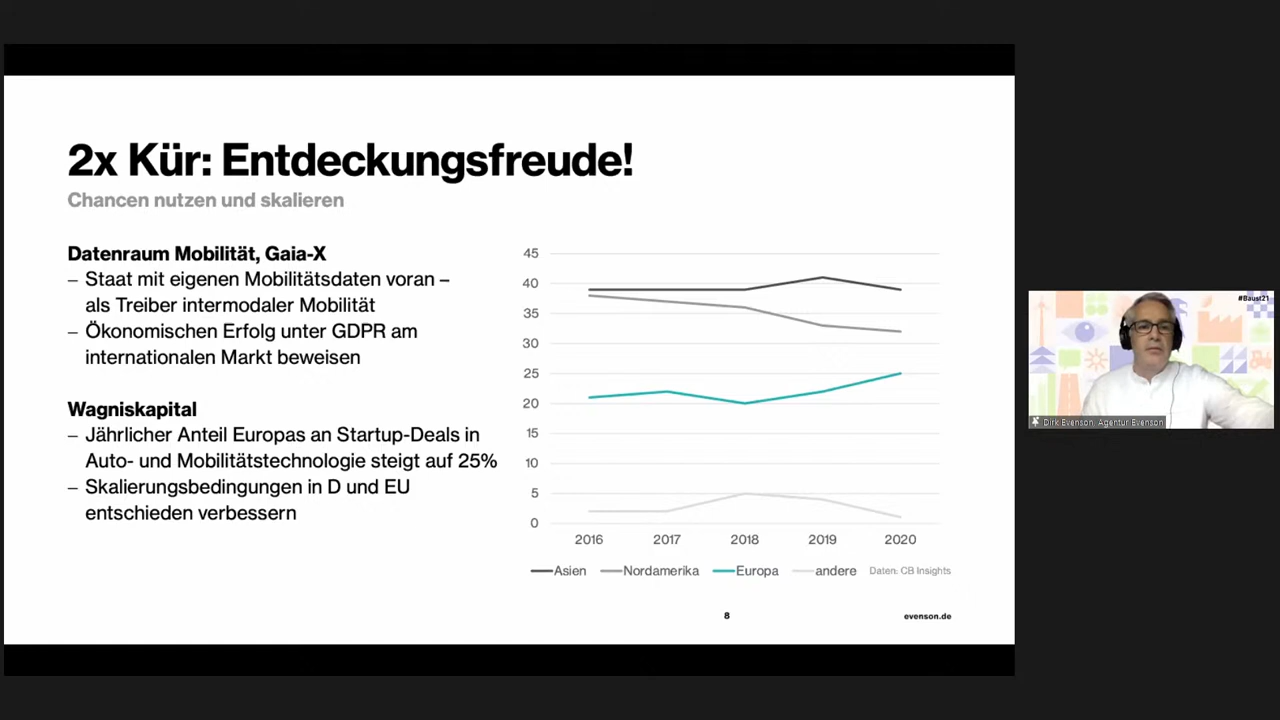 2x Kür: Entdeckungsfreude!
Chancen nutzen und skalieren
Datenraum Mobilität, Gaia-X
– Staat mit eigenen Mobilitätsdaten voran –
als Treiber intermodaler Mobilität
– Ökonomischen Erfolg unter GDPR am
internationalen Markt beweisen
Wagniskapital
– Jährlicher Anteil Europas an Startup-Deals in
Auto- und Mobilitätstechnologie steigt auf 25%
– Skalierungsbedingungen in D und EU
entschieden verbessern
45
40
35
30
25
20
15
10
5
0
2016 2017 2018 2019 2020
Asien Nordamerika Europa andere Daten: CB Insights
8 evenson.de
#Baust21
Dirk Evenson, Agentur Evenson